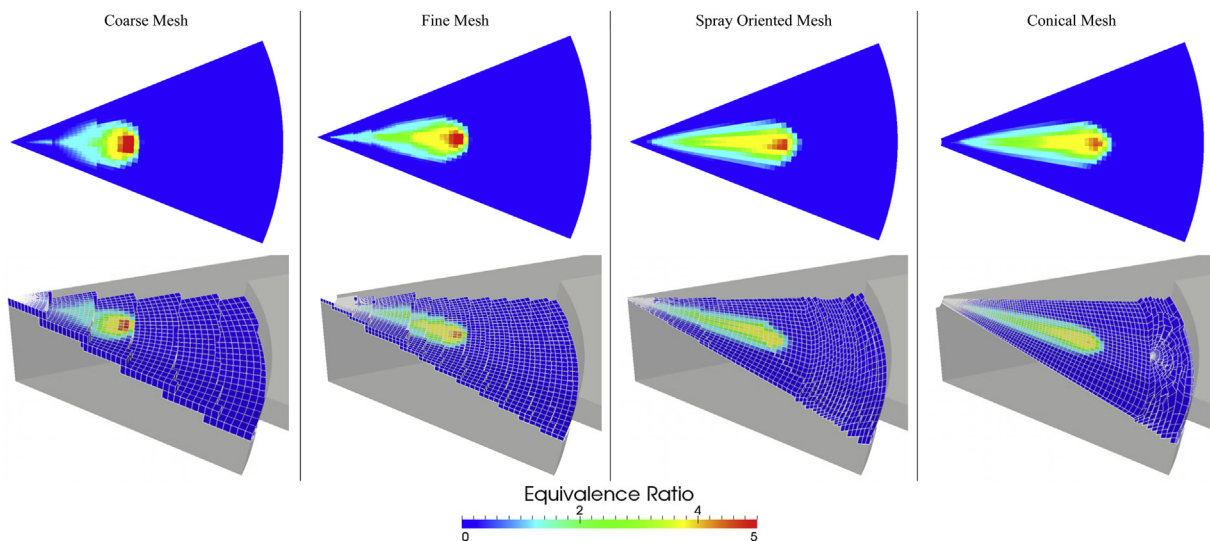 Coarse Mesh
Fine Mesh
Spray Oriented Mesh
Conical Mesh
Equivalence Ratio
0 2 4 5